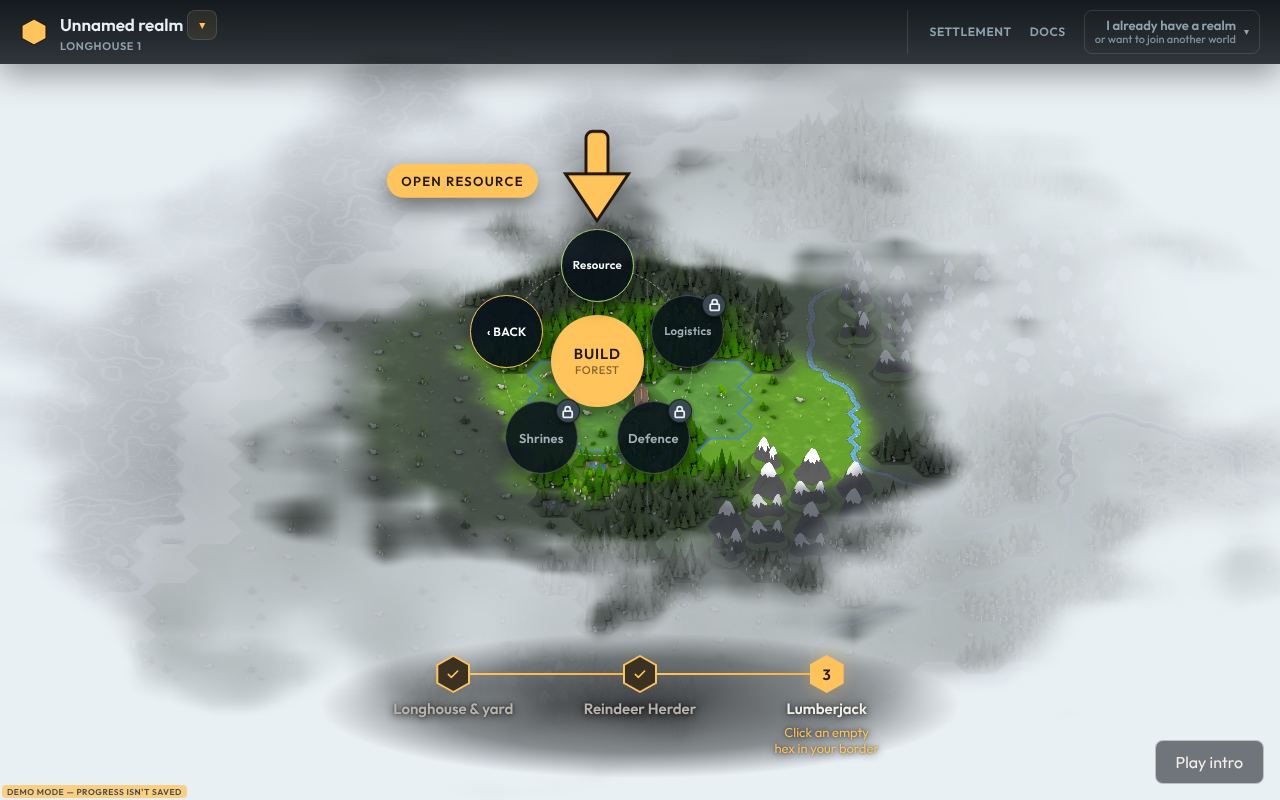 Unnamed realm
LONGHOUSE 1
SETTLEMENT
DOCS
I already have a realm
or want to join another world
OPEN RESOURCE
Resource
‹ BACK
Logistics
BUILD
FOREST
Shrines
Defence
3
Longhouse & yard
Reindeer Herder
Lumberjack
Click an empty
hex in your border
Play intro
DEMO MODE — PROGRESS ISN'T SAVED